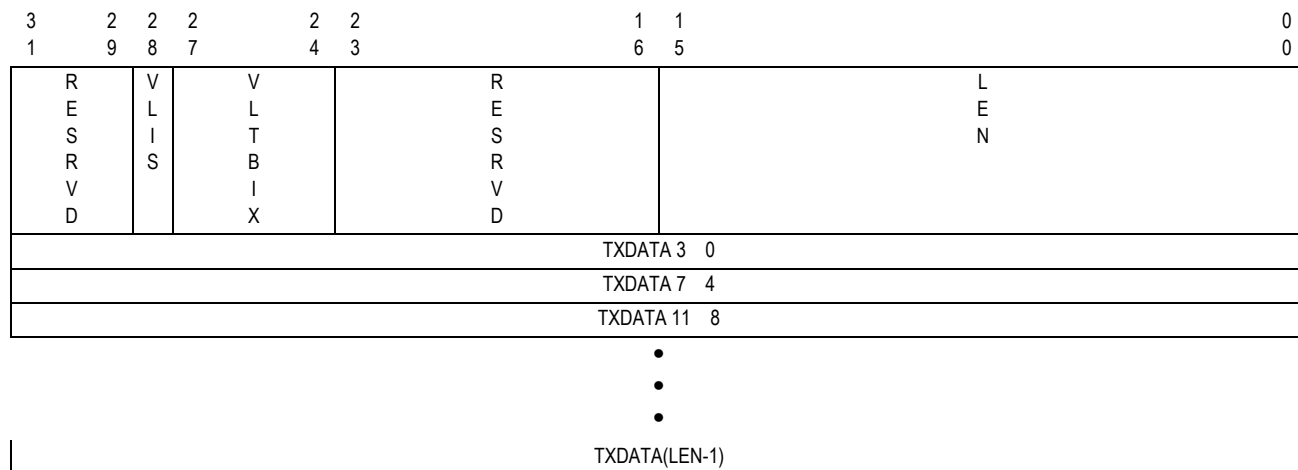 3 2 2 2 2 2 1 1 0
1 9 8 7 4 3 6 5 0
R V V R L
E L L E E
S I T S N
R S B R
V I V
D X D
TXDATA 3 0
TXDATA 7 4
TXDATA 11 8
TXDATA(LEN-1)